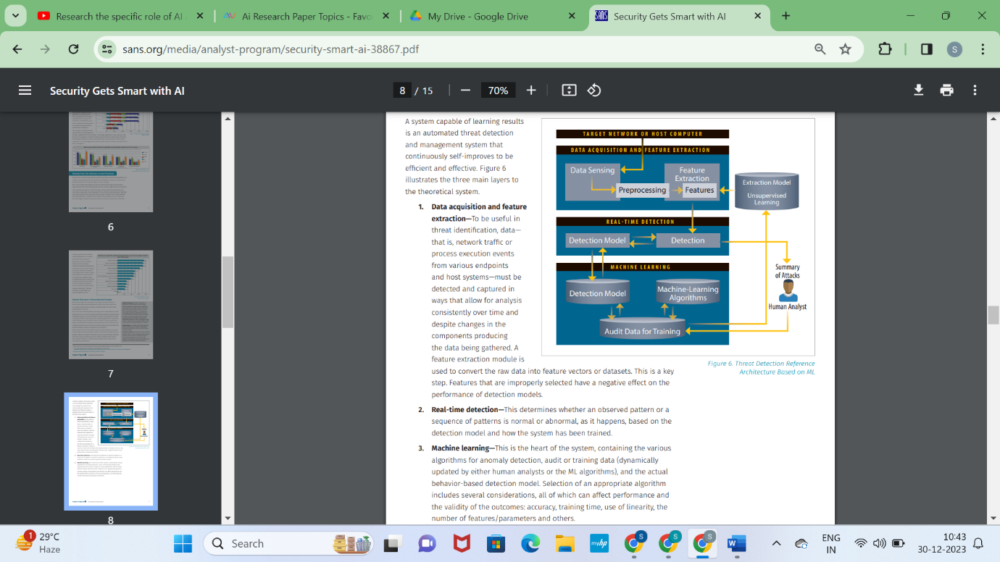 Research the specific role of AI
Ai Research Paper Topics - Favo
My Drive - Google Drive
SANS
Security Gets Smart with AI
sans.org/media/analyst-program/security-smart-ai-38867.pdf
S
Security Gets Smart with AI
8 / 15
70%
6
7
8
A system capable of learning results
is an automated threat detection
and management system that
continuously self-improves to be
efficient and effective. Figure 6
illustrates the three main layers to
the theoretical system.
1. Data acquisition and feature
extraction—To be useful in
threat identification, data—
that is, network traffic or
process execution events
from various endpoints
and host systems—must be
detected and captured in
ways that allow for analysis
consistently over time and
despite changes in the
components producing
the data being gathered. A
feature extraction module is
used to convert the raw data into feature vectors or datasets. This is a key
step. Features that are improperly selected have a negative effect on the
performance of detection models.
2. Real-time detection—This determines whether an observed pattern or a
sequence of patterns is normal or abnormal, as it happens, based on the
detection model and how the system has been trained.
3. Machine learning—This is the heart of the system, containing the various
algorithms for anomaly detection, audit or training data (dynamically
updated by either human analysts or the ML algorithms), and the actual
behavior-based detection model. Selection of an appropriate algorithm
includes several considerations, all of which can affect performance and
the validity of the outcomes: accuracy, training time, use of linearity, the
number of features/parameters and others.
TARGET NETWORK OR HOST COMPUTER
DATA ACQUISITION AND FEATURE EXTRACTION
Data Sensing
Feature
Extraction
Preprocessing
Features
Extraction Model
Unsupervised
Learning
REAL-TIME DETECTION
Detection Model
Detection
MACHINE LEARNING
Detection Model
Machine-Learning
Algorithms
Audit Data for Training
Summary
of Attacks
Human Analyst
Figure 6. Threat Detection Reference
Architecture Based on ML
1
29°C
Haze
Search
myhp
S
S
S
W
ENG
IN
10:43
30-12-2023